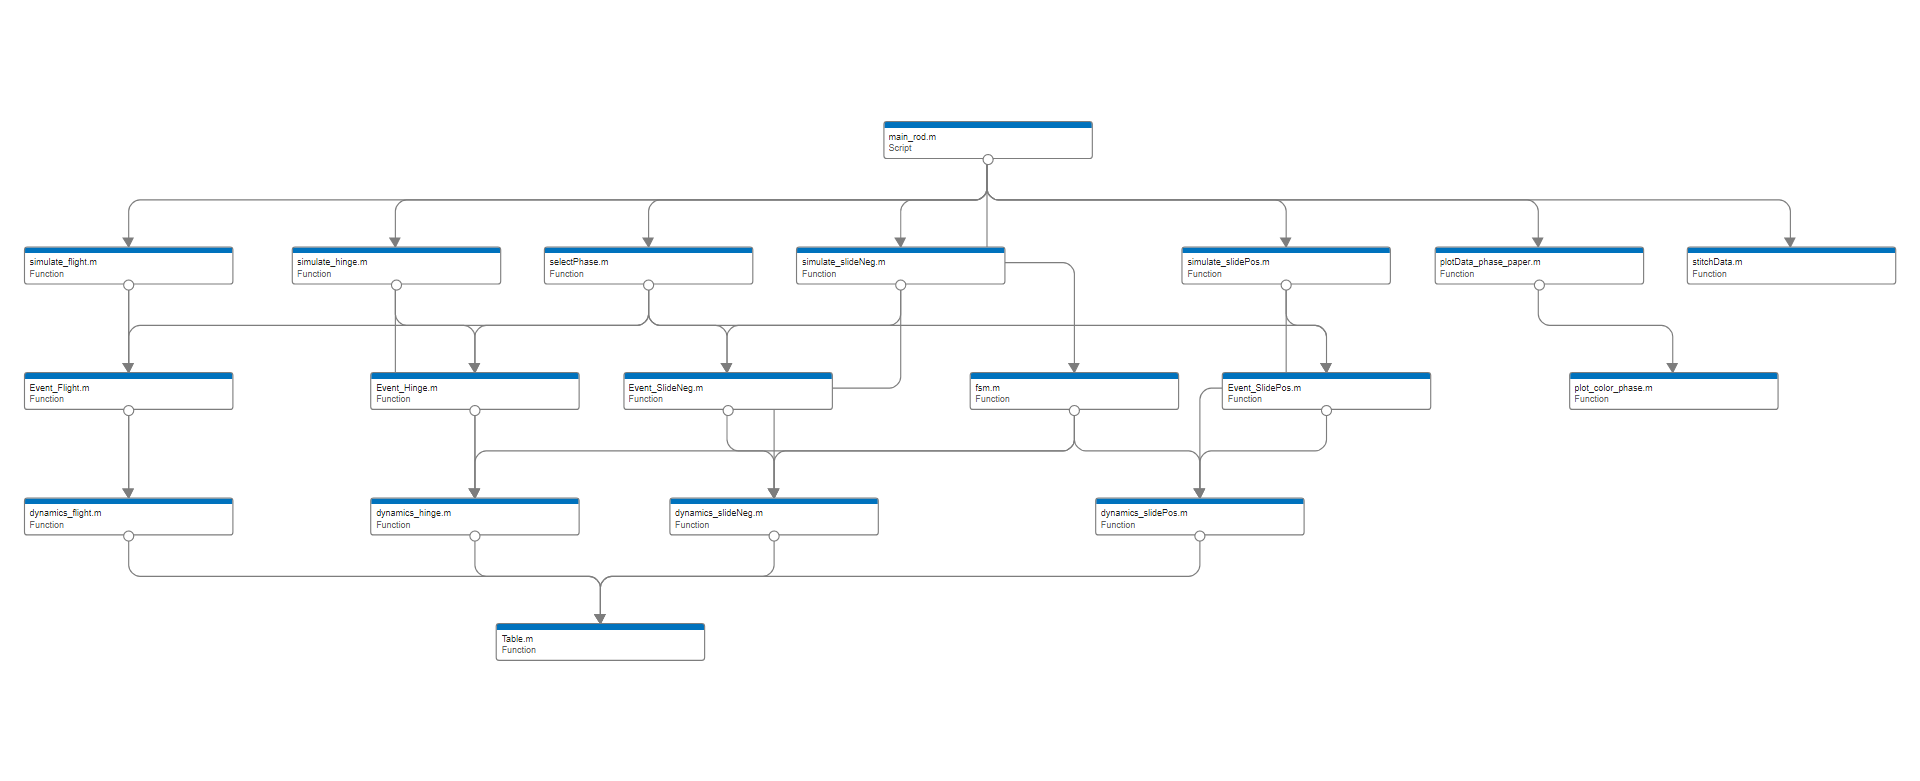 main_rod.m
Script
simulate_flight.m
Function
simulate_hinge.m
Function
selectPhase.m
Function
simulate_slideNeg.m
Function
simulate_slidePos.m
Function
plotData_phase_paper.m
Function
stitchData.m
Function
Event_Flight.m
Function
Event_Hinge.m
Function
Event_SlideNeg.m
Function
fsm.m
Function
Event_SlidePos.m
Function
plot_color_phase.m
Function
dynamics_flight.m
Function
dynamics_hinge.m
Function
dynamics_slideNeg.m
Function
dynamics_slidePos.m
Function
Table.m
Function